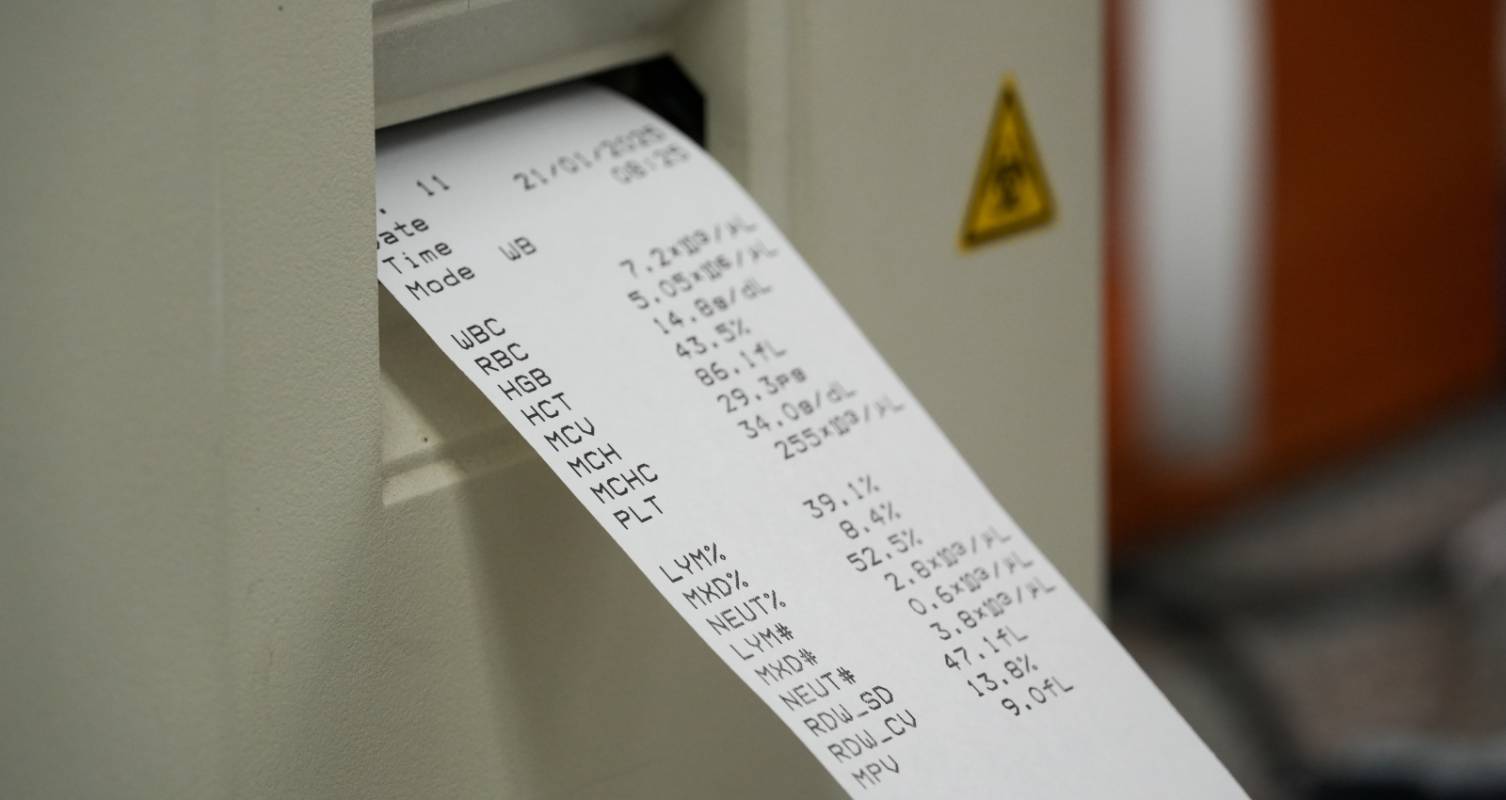 . 11
ate 21/01/2025
Time 08:25
Mode WB
WBC 7.2x10³/µL
RBC 5.05x10⁶/µL
HGB 14.8g/dL
HCT 43.5%
MCV 86.1fL
MCH 29.3pg
MCHC 34.0g/dL
PLT 255x10³/µL
LYM% 39.1%
MXD% 8.4%
NEUT% 52.5%
LYM# 2.8x10³/µL
MXD# 0.6x10³/µL
NEUT# 3.8x10³/µL
RDW_SD 47.1fL
RDW_CV 13.8%
MPV 9.0fL